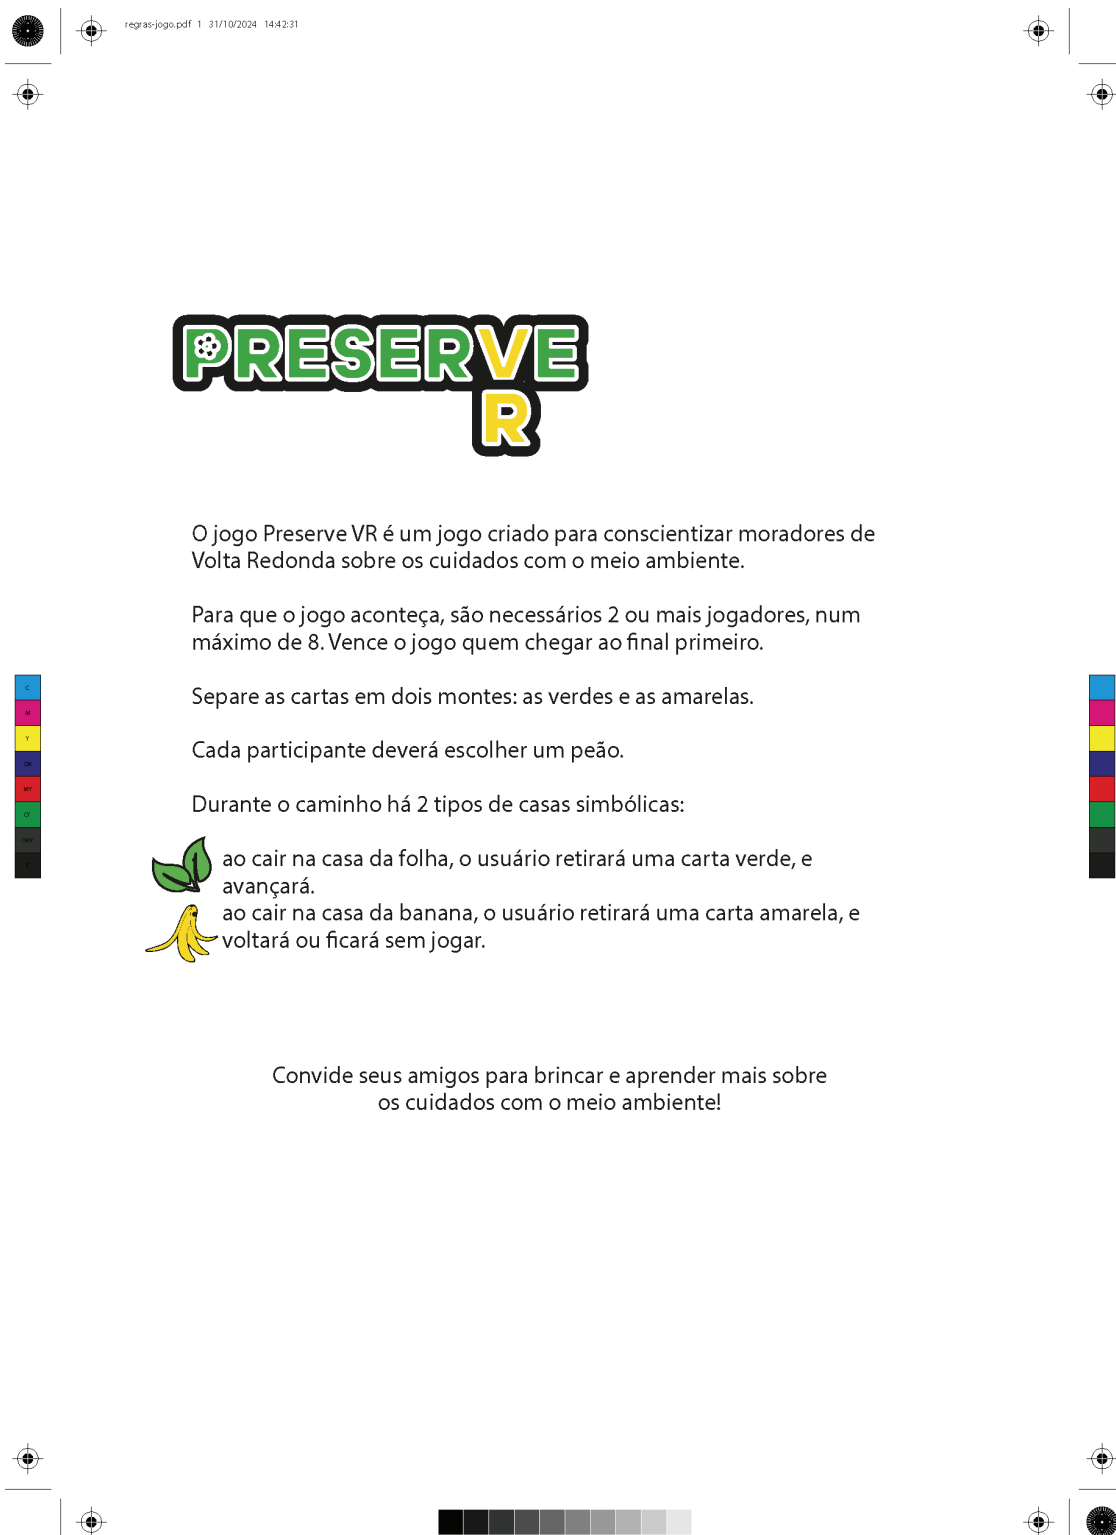 regras-jogo.pdf 1 31/10/2024 14:42:31
PRESERVE
R
O jogo Preserve VR é um jogo criado para conscientizar moradores de
Volta Redonda sobre os cuidados com o meio ambiente.
Para que o jogo aconteça, são necessários 2 ou mais jogadores, num
máximo de 8. Vence o jogo quem chegar ao final primeiro.
Separe as cartas em dois montes: as verdes e as amarelas.
Cada participante deverá escolher um peão.
Durante o caminho há 2 tipos de casas simbólicas:
C
M
Y
CM
MY
CY
CMY
K
ao cair na casa da folha, o usuário retirará uma carta verde, e
avançará.
ao cair na casa da banana, o usuário retirará uma carta amarela, e
voltará ou ficará sem jogar.
Convide seus amigos para brincar e aprender mais sobre
os cuidados com o meio ambiente!